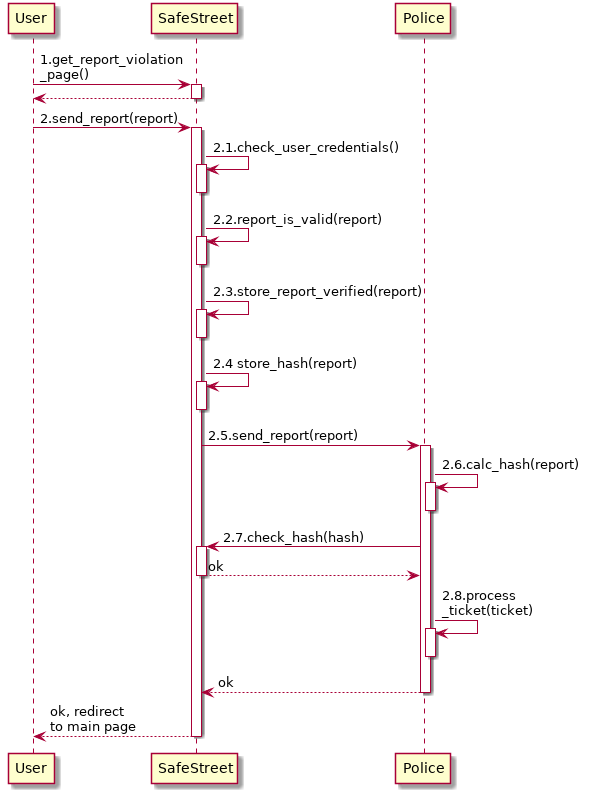 User
SafeStreet
Police
1.get_report_violation
_page()
2.send_report(report)
2.1.check_user_credentials()
2.2.report_is_valid(report)
2.3.store_report_verified(report)
2.4 store_hash(report)
2.5.send_report(report)
2.6.calc_hash(report)
2.7.check_hash(hash)
ok
2.8.process
_ticket(ticket)
ok
ok, redirect
to main page
User
SafeStreet
Police